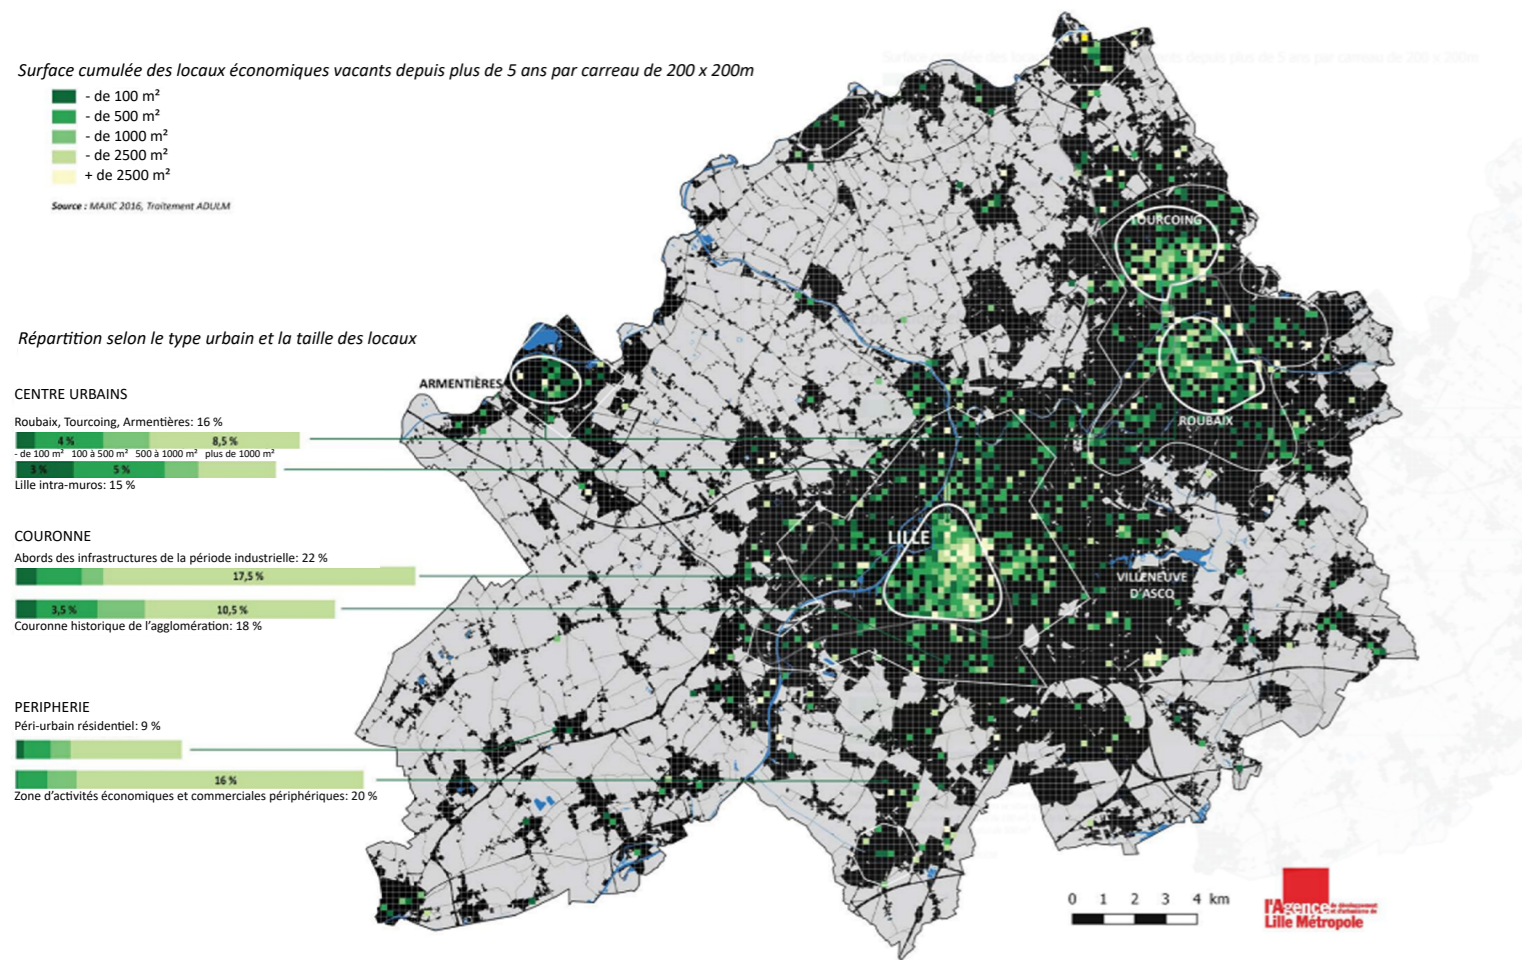 Surface cumulée des locaux économiques vacants depuis plus de 5 ans par carreau de 200 x 200m
- de 100 m²
- de 500 m²
- de 1000 m²
- de 2500 m²
+ de 2500 m²
Source : MAJIC 2016, Traitement ADULM
Répartition selon le type urbain et la taille des locaux
CENTRE URBAINS
Roubaix, Tourcoing, Armentières: 16 %
4 % 8,5 %
- de 100 m² 100 à 500 m² 500 à 1000 m² plus de 1000 m²
3 % 5 %
Lille intra-muros: 15 %
COURONNE
Abords des infrastructures de la période industrielle: 22 %
17,5 %
3,5 % 10,5 %
Couronne historique de l'agglomération: 18 %
PERIPHERIE
Péri-urbain résidentiel: 9 %
16 %
Zone d'activités économiques et commerciales périphériques: 20 %
TOURCOING
ARMENTIÈRES
ROUBAIX
LILLE
VILLENEUVE
D'ASCQ
0 1 2 3 4 km
l'Agence de développement
et d'urbanisme de
Lille Métropole